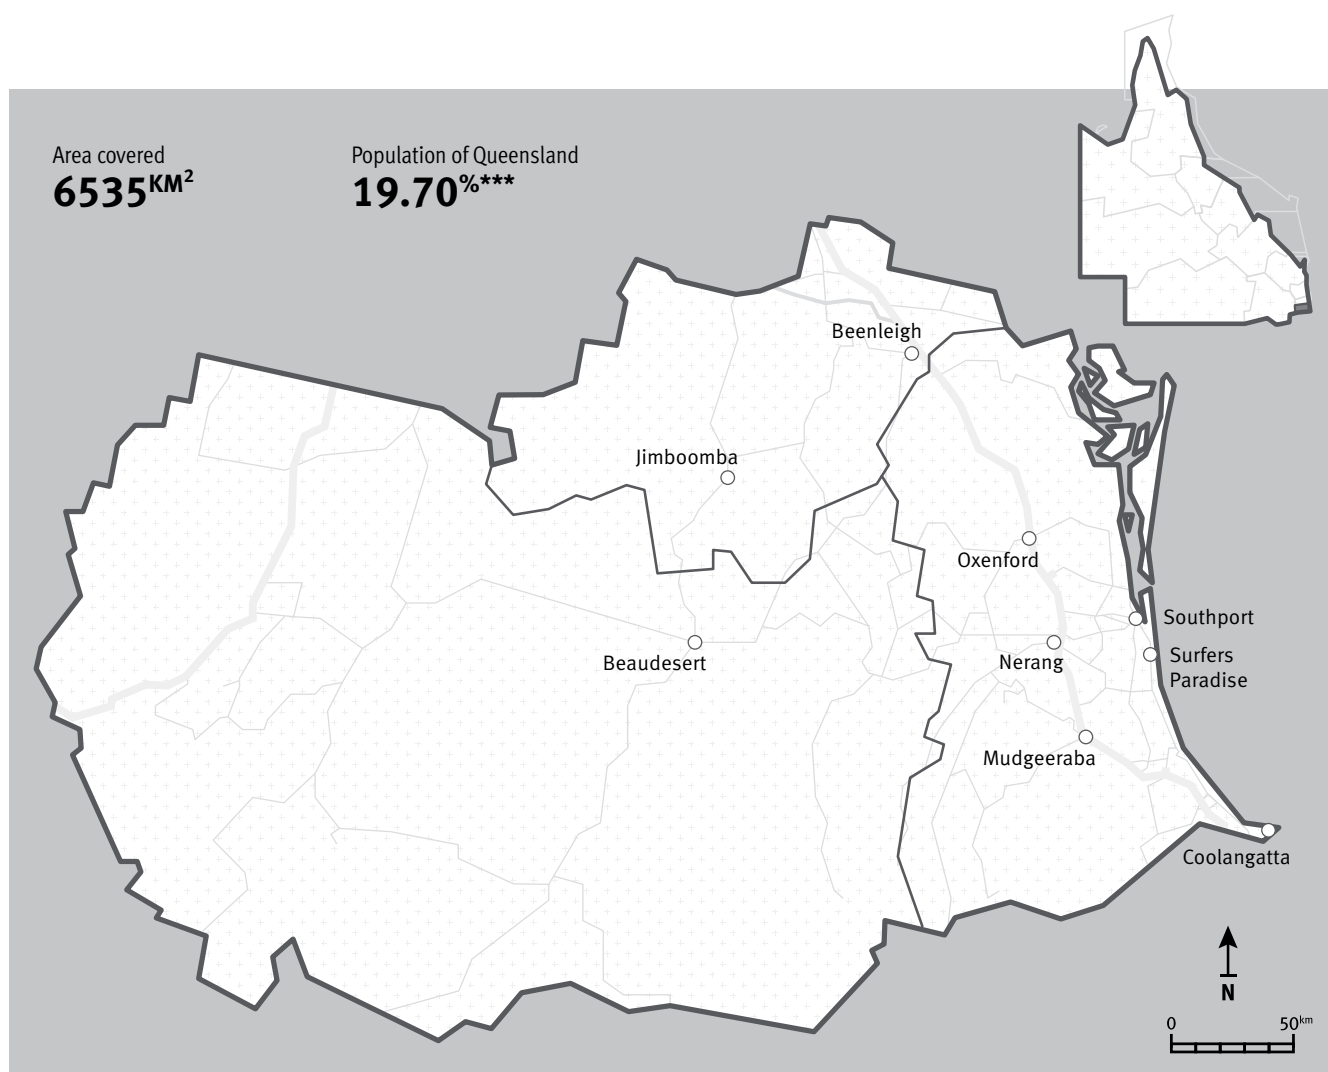 Area covered
6535KM²
Population of Queensland
19.70%***
Beenleigh
Jimboomba
Oxenford
Southport
Beaudesert
Nerang
Surfers
Paradise
Mudgeeraba
Coolangatta
N
0 50km